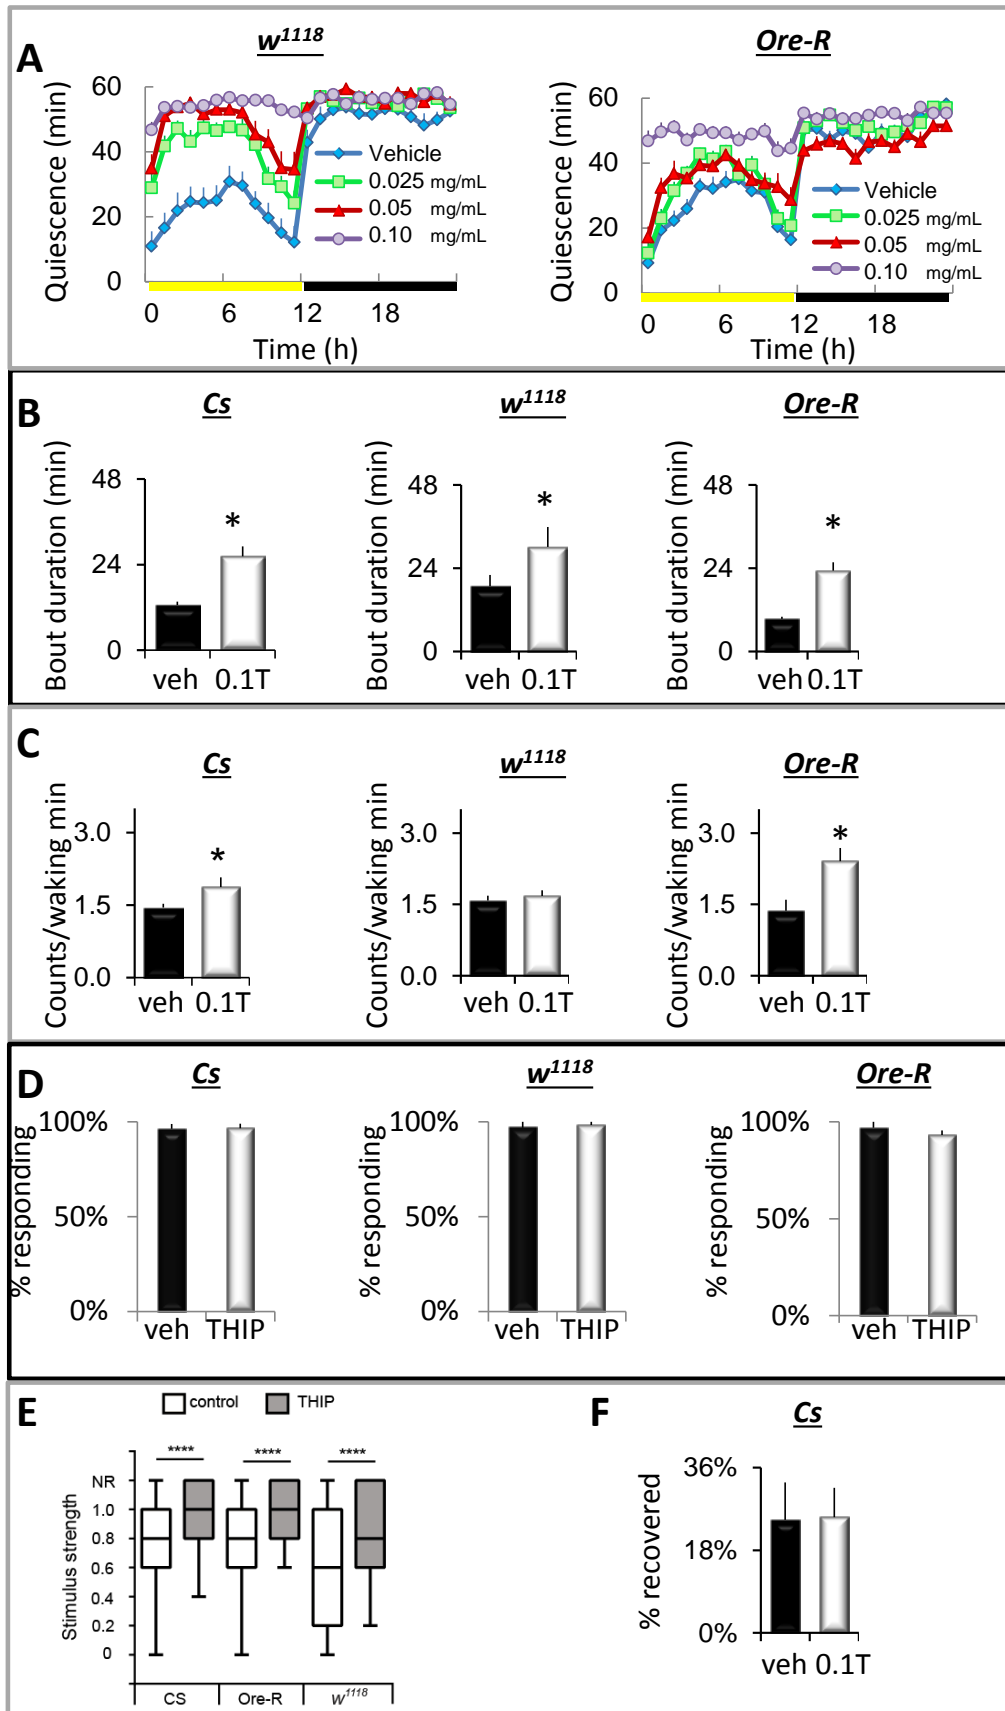 A
w1118
Ore-R
Quiescence (min)
60
40
20
0
Vehicle
0.025 mg/mL
0.05 mg/mL
0.10 mg/mL
0 6 12 18
Time (h)
Quiescence (min)
60
40
20
0
Vehicle
0.025 mg/mL
0.05 mg/mL
0.10 mg/mL
0 6 12 18
Time (h)
B
Cs
w1118
Ore-R
Bout duration (min)
48
24
0
*
veh 0.1T
Bout duration (min)
48
24
0
*
veh 0.1T
Bout duration (min)
48
24
0
*
veh 0.1T
C
Cs
w1118
Ore-R
Counts/waking min
3.0
1.5
0.0
*
veh 0.1T
Counts/waking min
3.0
1.5
0.0
veh 0.1T
Counts/waking min
3.0
1.5
0.0
*
veh 0.1T
D
Cs
w1118
Ore-R
% responding
100%
50%
0%
veh THIP
% responding
100%
50%
0%
veh THIP
% responding
100%
50%
0%
veh THIP
E
control THIP
Stimulus strength
NR
1.0
0.8
0.6
0.4
0.2
0
**** **** ****
CS Ore-R w1118
F
Cs
% recovered
36%
18%
0%
veh 0.1T